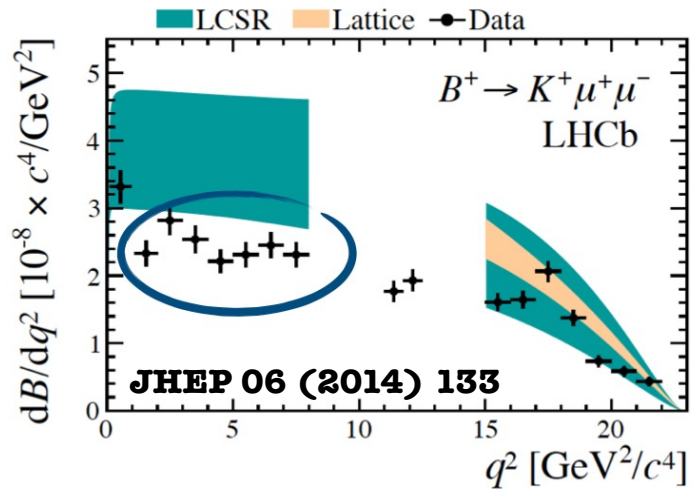 LCSR Lattice Data
dB/dq² [10⁻⁸ × c⁴/GeV²]
5
4
3
2
1
0
B⁺→ K⁺μ⁺μ⁻
LHCb
JHEP 06 (2014) 133
0 5 10 15 20
q² [GeV²/c⁴]